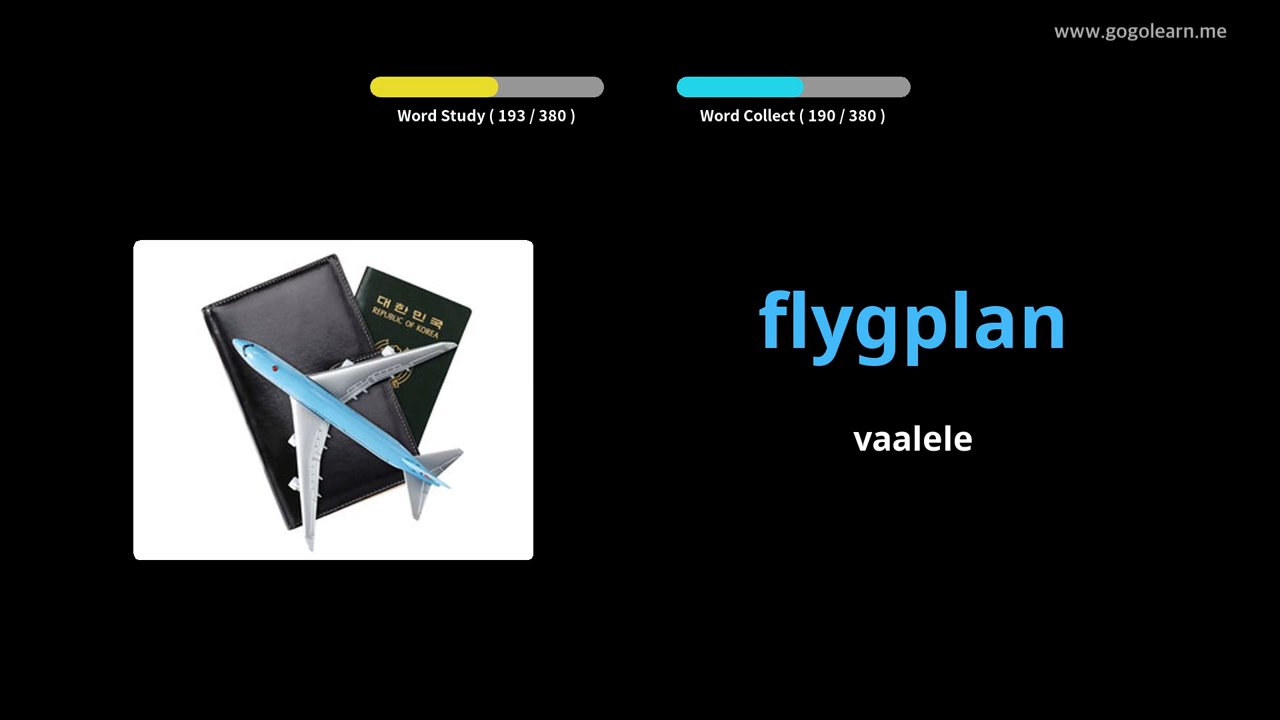 www.gogolearn.me
Word Study ( 193 / 380 )
Word Collect ( 190 / 380 )
대한민국
REPUBLIC OF KOREA
flygplan
vaalele